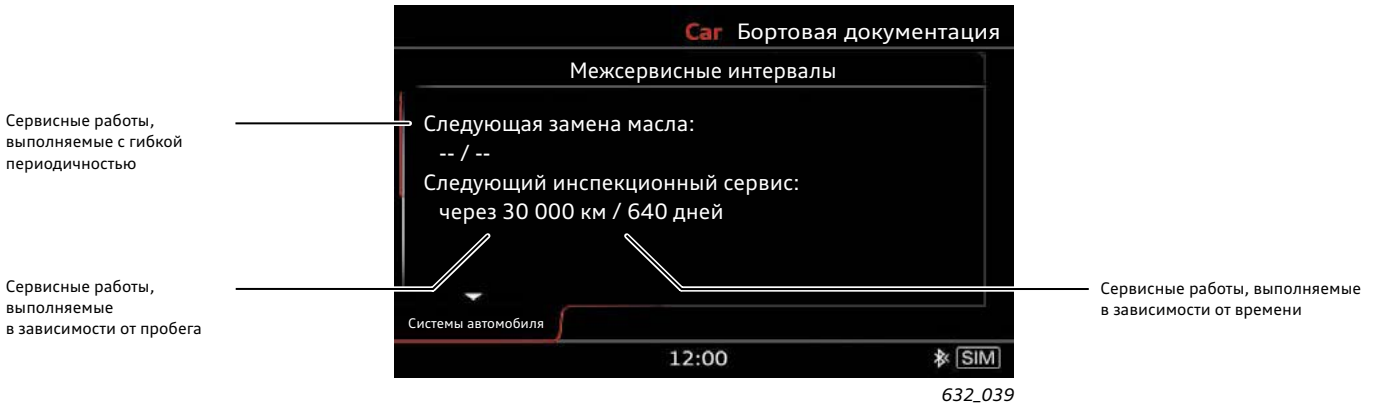 Car Бортовая документация
Межсервисные интервалы
Сервисные работы,
выполняемые с гибкой
периодичностью
Следующая замена масла:
-- / --
Следующий инспекционный сервис:
через 30 000 км / 640 дней
Сервисные работы,
выполняемые
в зависимости от пробега
Сервисные работы, выполняемые
в зависимости от времени
Системы автомобиля
12:00
SIM
632_039